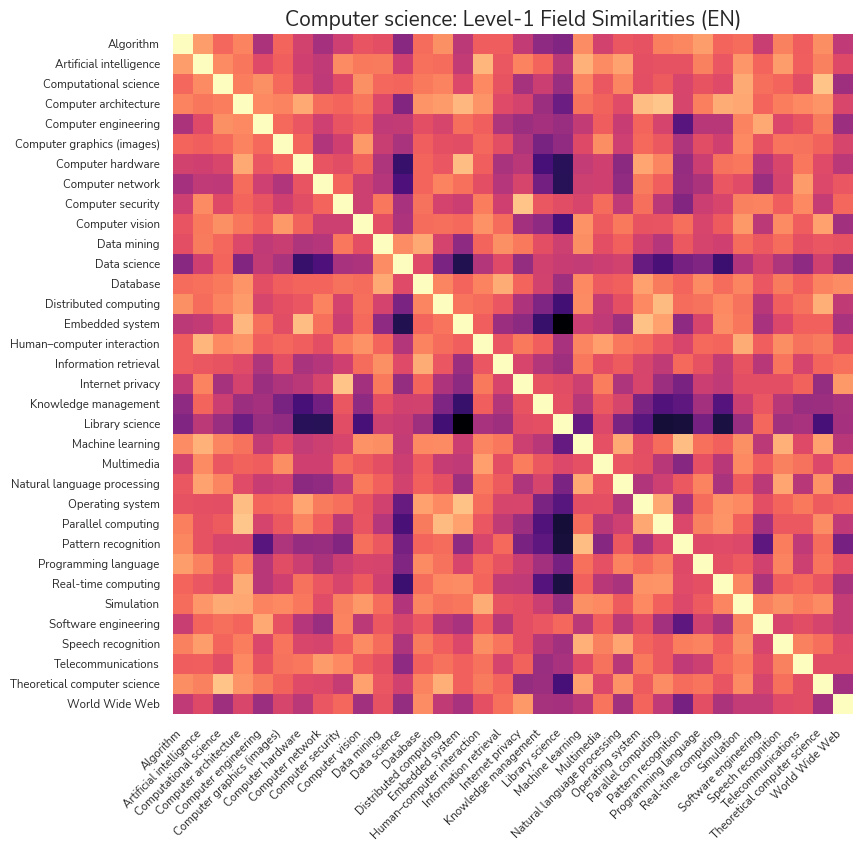 Computer science: Level-1 Field Similarities (EN)
Algorithm
Artificial intelligence
Computational science
Computer architecture
Computer engineering
Computer graphics (images)
Computer hardware
Computer network
Computer security
Computer vision
Data mining
Data science
Database
Distributed computing
Embedded system
Human–computer interaction
Information retrieval
Internet privacy
Knowledge management
Library science
Machine learning
Multimedia
Natural language processing
Operating system
Parallel computing
Pattern recognition
Programming language
Real-time computing
Simulation
Software engineering
Speech recognition
Telecommunications
Theoretical computer science
World Wide Web
Algorithm
Artificial intelligence
Computational science
Computer architecture
Computer engineering
Computer graphics (images)
Computer hardware
Computer network
Computer security
Computer vision
Data mining
Data science
Database
Distributed computing
Embedded system
Human–computer interaction
Information retrieval
Internet privacy
Knowledge management
Library science
Machine learning
Multimedia
Natural language processing
Operating system
Parallel computing
Pattern recognition
Programming language
Real-time computing
Simulation
Software engineering
Speech recognition
Telecommunications
Theoretical computer science
World Wide Web